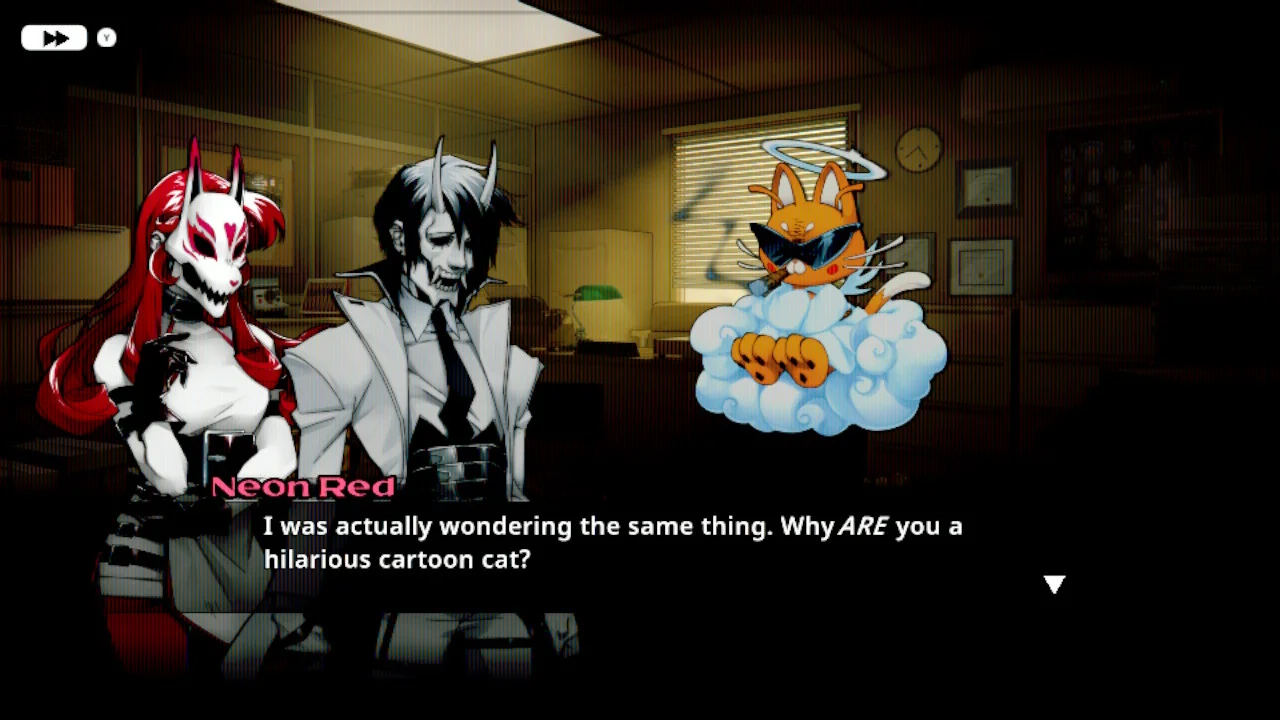 Y
Neon Red
I was actually wondering the same thing. Why ARE you a
hilarious cartoon cat?